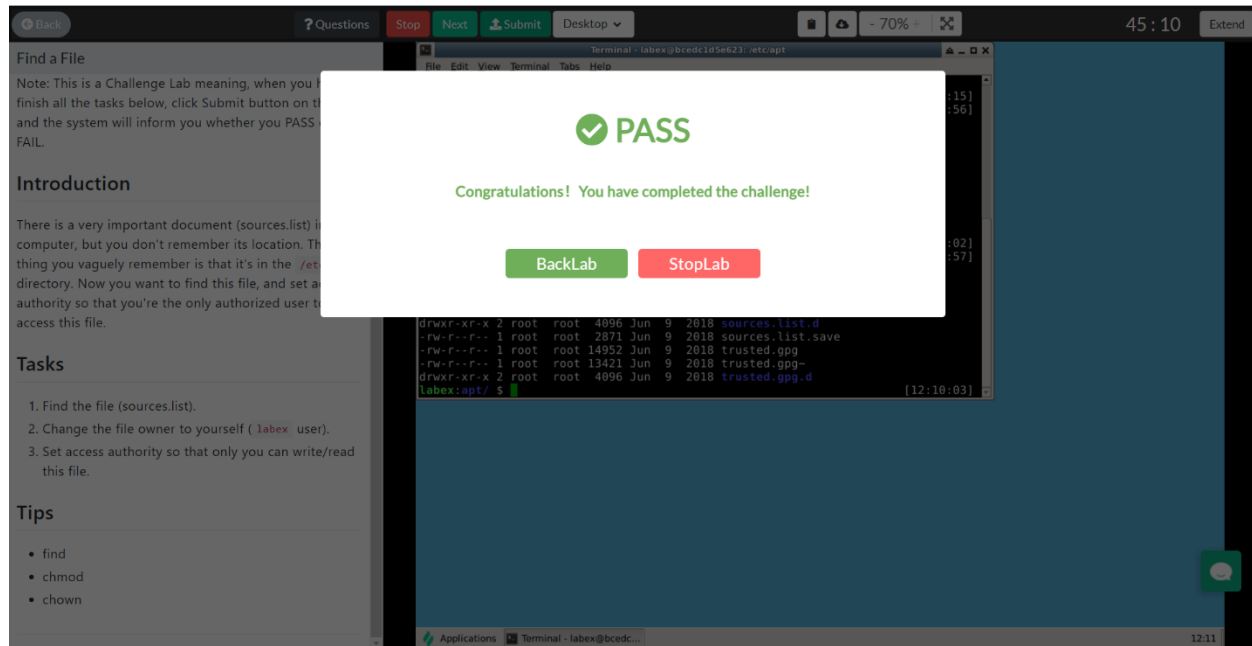 Back
? Questions
Stop
Next
Submit
Desktop
- 70% +
45 : 10
Extend
Find a File
Note: This is a Challenge Lab meaning, when you
finish all the tasks below, click Submit button on
and the system will inform you whether you PASS
FAIL.
Introduction
There is a very important document (sources.list)
computer, but you don't remember its location.
thing you vaguely remember is that it's in the
directory. Now you want to find this file, and set
authority so that you're the only authorized user
access this file.
Tasks
1. Find the file (sources.list).
2. Change the file owner to yourself ( labex user).
3. Set access authority so that only you can write/read
this file.
Tips
• find
• chmod
• chown
Terminal - labex@bcedc1d5e623: /etc/apt
File Edit View Terminal Tabs Help
:15]
:56]
PASS
Congratulations! You have completed the challenge!
BackLab
StopLab
:02]
:57]
drwxr-xr-x 2 root root 4096 Jun 9 2018 sources.list.d
-rw-r--r-- 1 root root 2871 Jun 9 2018 sources.list.save
-rw-r--r-- 1 root root 14952 Jun 9 2018 trusted.gpg
-rw-r--r-- 1 root root 13421 Jun 9 2018 trusted.gpg~
drwxr-xr-x 2 root root 4096 Jun 9 2018 trusted.gpg.d
labex:apt/ $ [12:10:03]
Applications
Terminal - labex@bcedc...
12:11